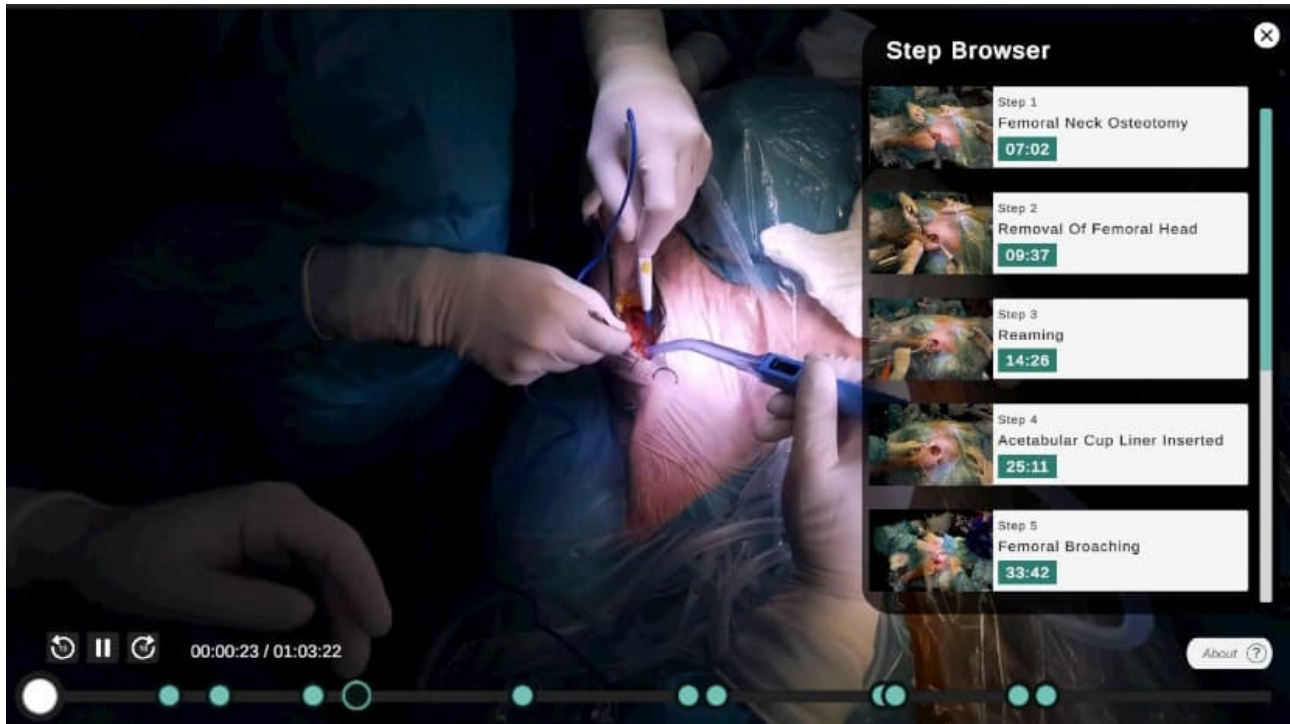 Step Browser
Step 1
Femoral Neck Osteotomy
07:02
Step 2
Removal Of Femoral Head
09:37
Step 3
Reaming
14:26
Step 4
Acetabular Cup Liner Inserted
25:11
Step 5
Femoral Broaching
33:42
00:00:23 / 01:03:22
About ?